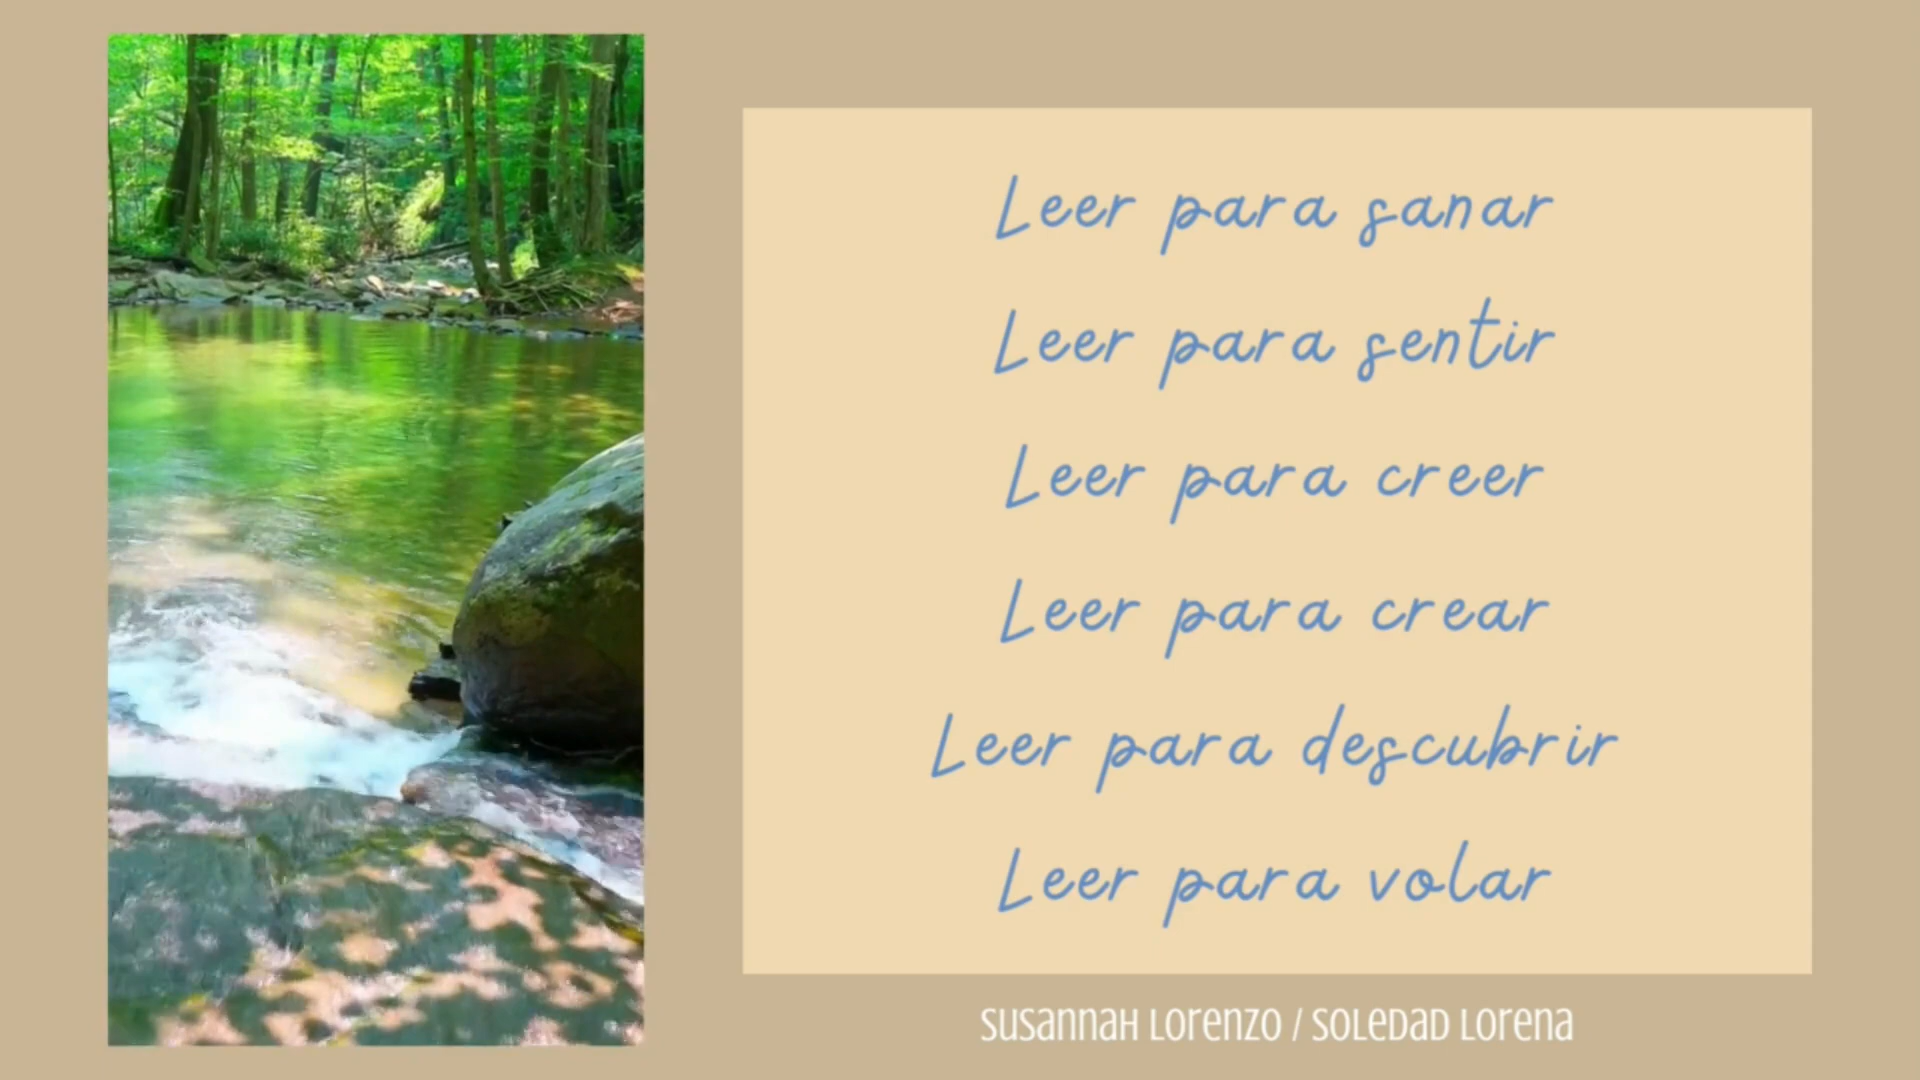 Leer para sanar
Leer para sentir
Leer para creer
Leer para crear
Leer para descubrir
Leer para volar
SUSANNAH LORENZO / SOLEDAD LORENA